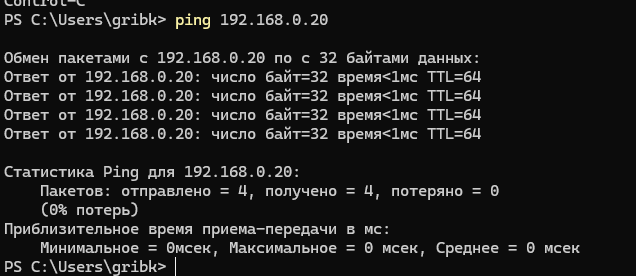 Control-C
PS C:\Users\gribk> ping 192.168.0.20
Обмен пакетами с 192.168.0.20 по с 32 байтами данных:
Ответ от 192.168.0.20: число байт=32 время<1мс TTL=64
Ответ от 192.168.0.20: число байт=32 время<1мс TTL=64
Ответ от 192.168.0.20: число байт=32 время<1мс TTL=64
Ответ от 192.168.0.20: число байт=32 время<1мс TTL=64
Статистика Ping для 192.168.0.20:
Пакетов: отправлено = 4, получено = 4, потеряно = 0
(0% потерь)
Приблизительное время приема-передачи в мс:
Минимальное = 0мсек, Максимальное = 0 мсек, Среднее = 0 мсек
PS C:\Users\gribk>